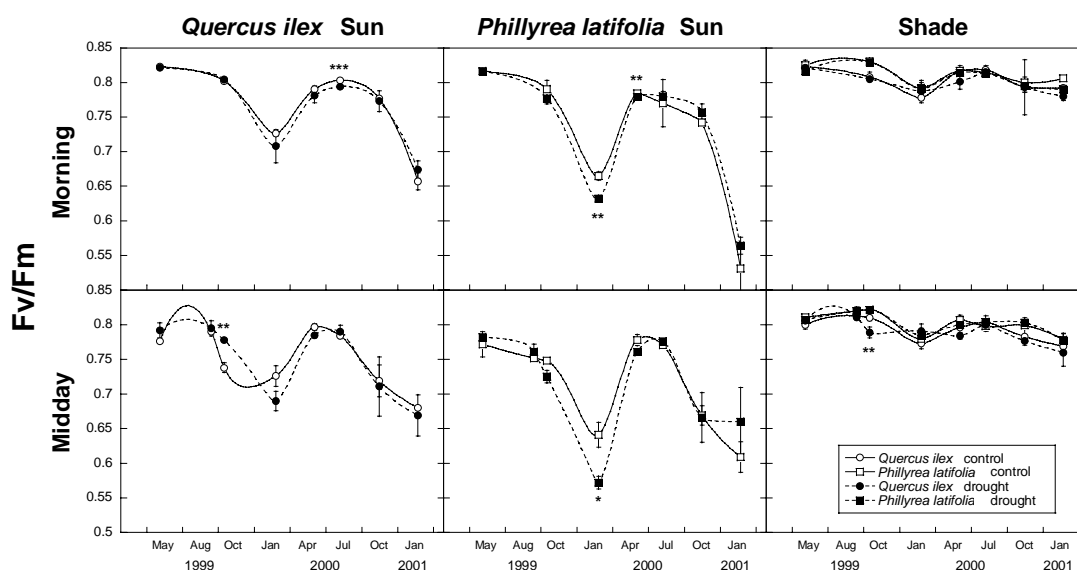 Quercus ilex Sun Phillyrea latifolia Sun Shade
Morning
0.85
0.8
0.75
0.7
0.65
0.6
0.55
***
**
**
Fv/Fm
Midday
0.85
0.8
0.75
0.7
0.65
0.6
0.55
0.5
**
*
**
Quercus ilex control
Phillyrea latifolia control
Quercus ilex drought
Phillyrea latifolia drought
May Aug Oct Jan Apr Jul Oct Jan May Aug Oct Jan Apr Jul Oct Jan May Aug Oct Jan Apr Jul Oct Jan
1999 2000 2001 1999 2000 2001 1999 2000 2001